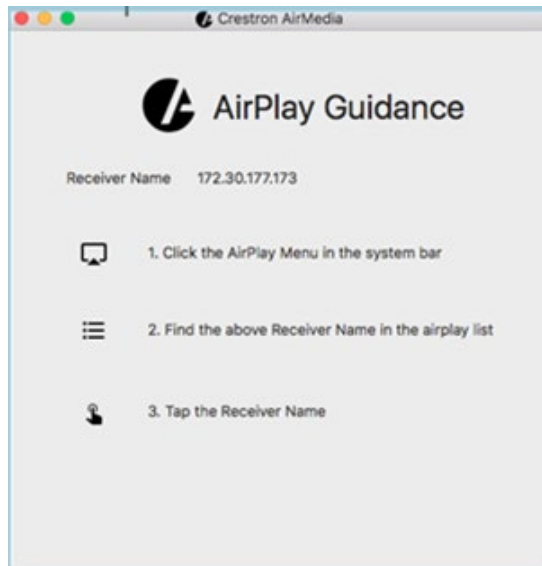 Crestron AirMedia
AirPlay Guidance
Receiver Name 172.30.177.173
1. Click the AirPlay Menu in the system bar
2. Find the above Receiver Name in the airplay list
3. Tap the Receiver Name